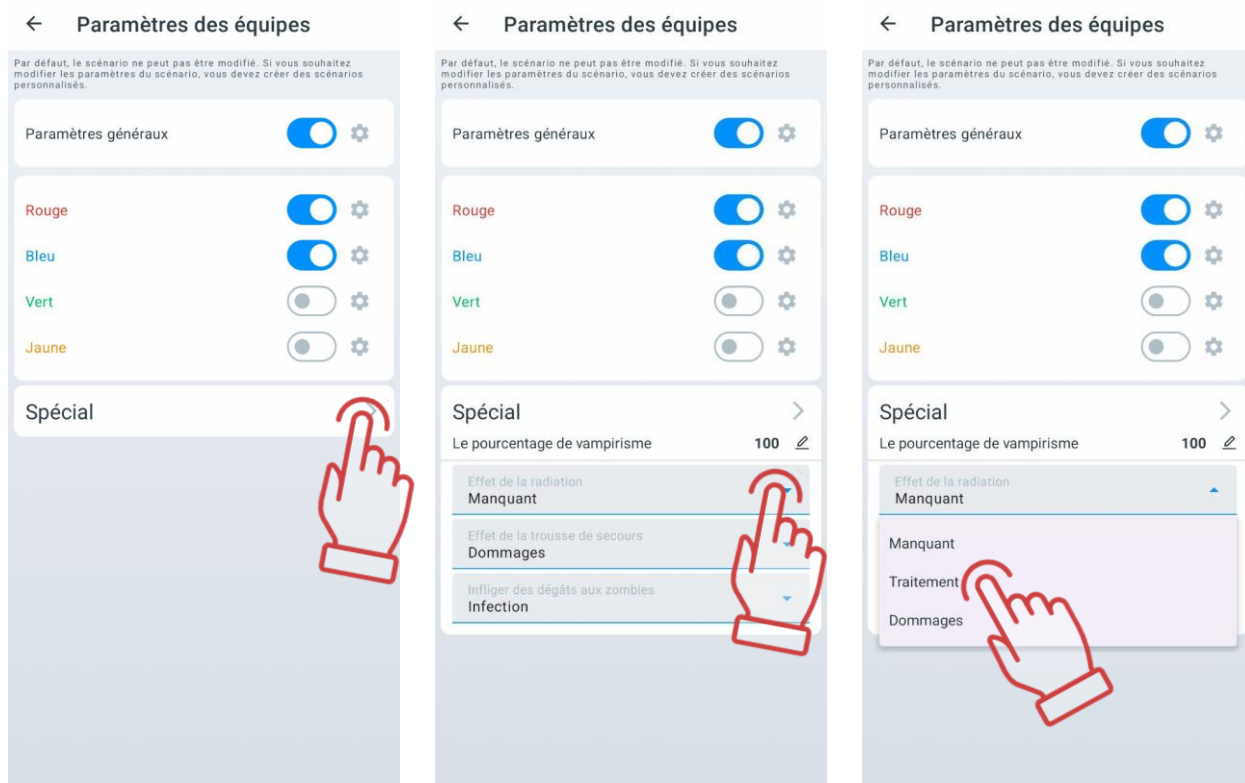 Paramètres des équipes
Par défaut, le scénario ne peut pas être modifié. Si vous souhaitez
modifier les paramètres du scénario, vous devez créer des scénarios
personnalisés.
Paramètres généraux
Rouge
Bleu
Vert
Jaune
Spécial
Paramètres des équipes
Par défaut, le scénario ne peut pas être modifié. Si vous souhaitez
modifier les paramètres du scénario, vous devez créer des scénarios
personnalisés.
Paramètres généraux
Rouge
Bleu
Vert
Jaune
Spécial
Le pourcentage de vampirisme 100
Effet de la radiation
Manquant
Effet de la trousse de secours
Dommages
Infliger des dégâts aux zombies
Infection
Paramètres des équipes
Par défaut, le scénario ne peut pas être modifié. Si vous souhaitez
modifier les paramètres du scénario, vous devez créer des scénarios
personnalisés.
Paramètres généraux
Rouge
Bleu
Vert
Jaune
Spécial
Le pourcentage de vampirisme 100
Effet de la radiation
Manquant
Manquant
Traitement
Dommages